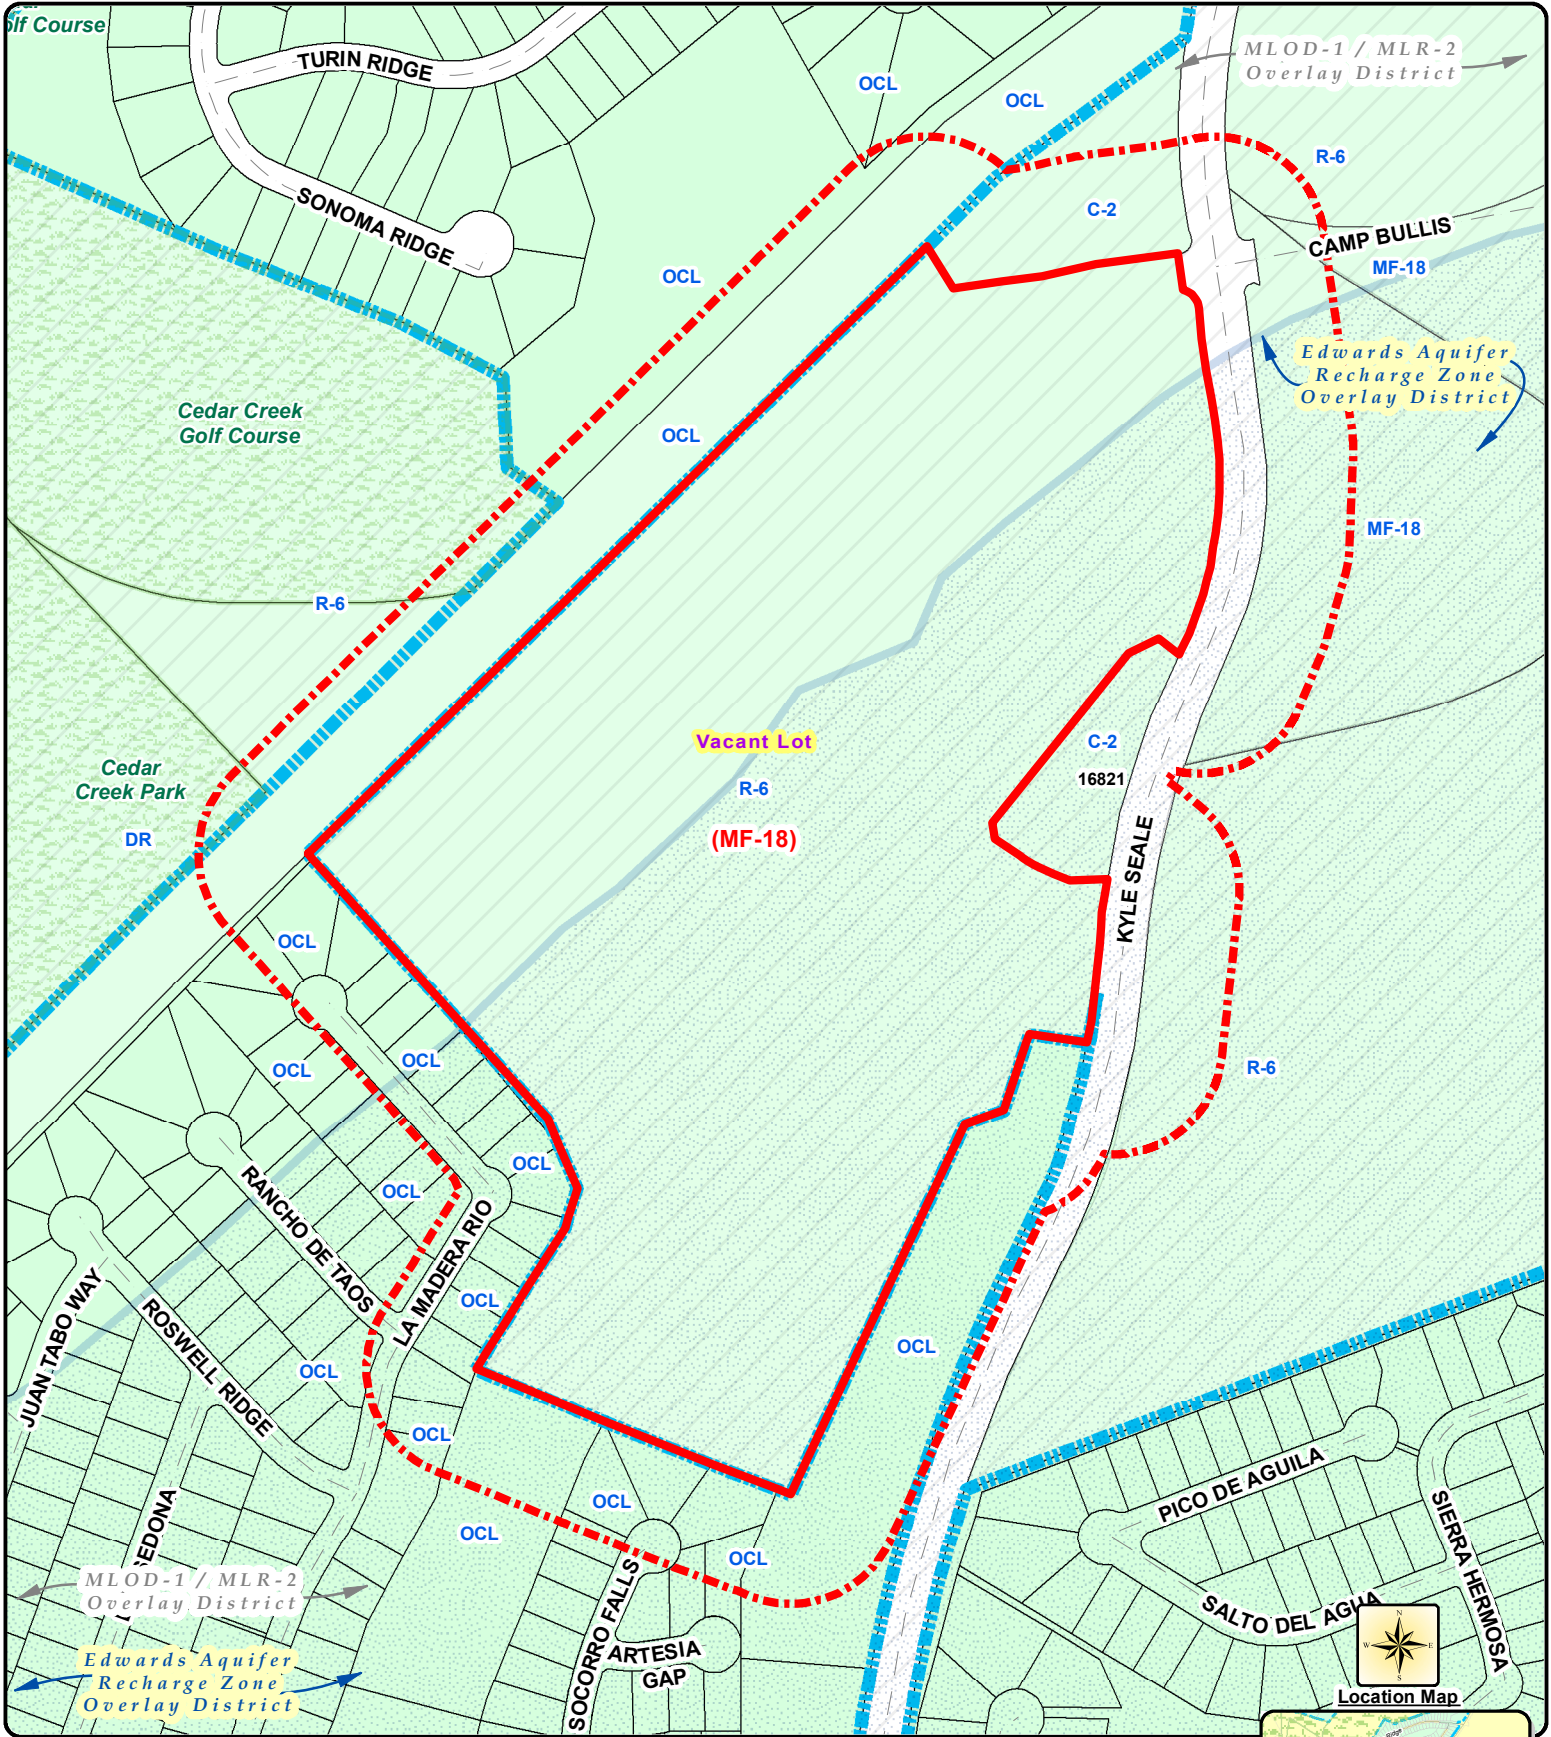 olf Course
TURIN RIDGE
SONOMA RIDGE
OCL
OCL
MLOD-1 / MLR-2
Overlay District
R-6
C-2
CAMP BULLIS
MF-18
OCL
Edwards Aquifer
Recharge Zone
Overlay District
Cedar Creek
Golf Course
OCL
MF-18
R-6
Vacant Lot
C-2
16821
Cedar
Creek Park
R-6
(MF-18)
DR
KYLE SEALE
OCL
OCL
OCL
R-6
OCL
OCL
RANCHO DE TAOS
LA MADERA RIO
OCL
JUAN TABO WAY
ROSWELL RIDGE
OCL
OCL
OCL
PICO DE AGUILA
SIERRA HERMOSA
SEDONA
OCL
OCL
OCL
MLOD-1 / MLR-2
Overlay District
SOCORRO FALLS
SALTO DEL AGUA
ARTESIA
GAP
Edwards Aquifer
Recharge Zone
Overlay District
N
W
E
S
Location Map
Ridge